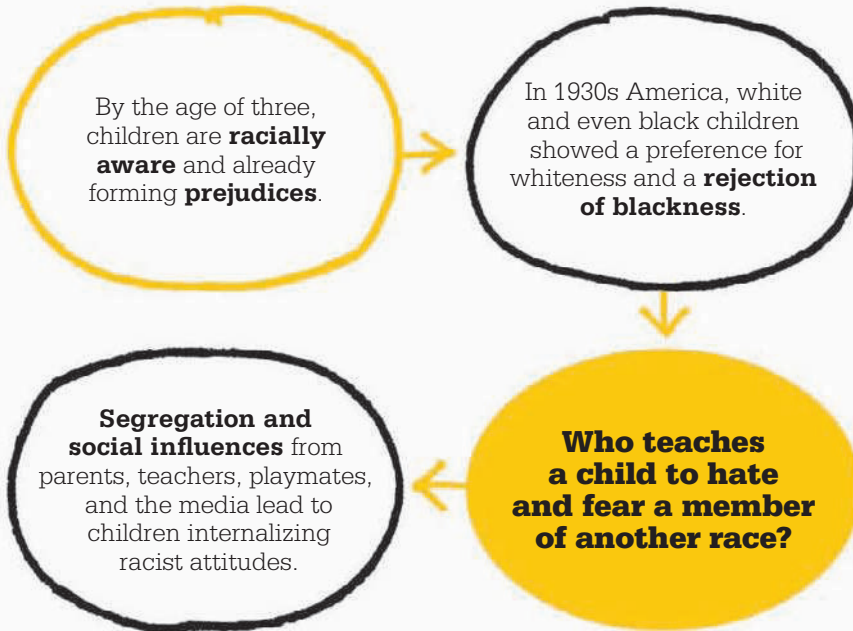 By the age of three,
children are racially
aware and already
forming prejudices.
In 1930s America, white
and even black children
showed a preference for
whiteness and a rejection
of blackness.
Who teaches
a child to hate
and fear a member
of another race?
Segregation and
social influences from
parents, teachers, playmates,
and the media lead to
children internalizing
racist attitudes.